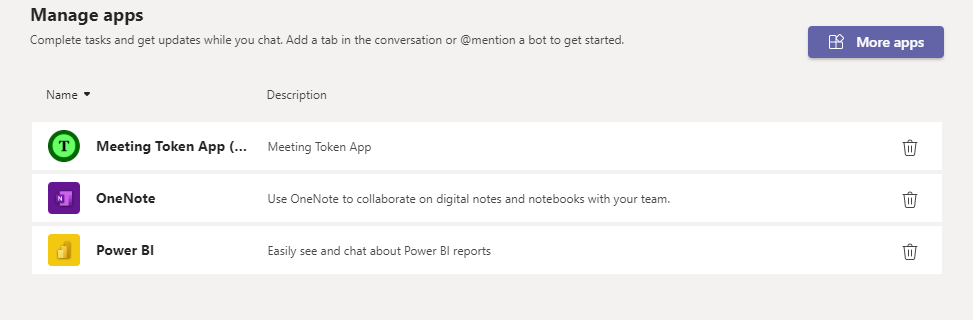 Manage apps
Complete tasks and get updates while you chat. Add a tab in the conversation or @mention a bot to get started.
More apps
Name Description
T Meeting Token App (... Meeting Token App
N OneNote Use OneNote to collaborate on digital notes and notebooks with your team.
Power BI Easily see and chat about Power BI reports